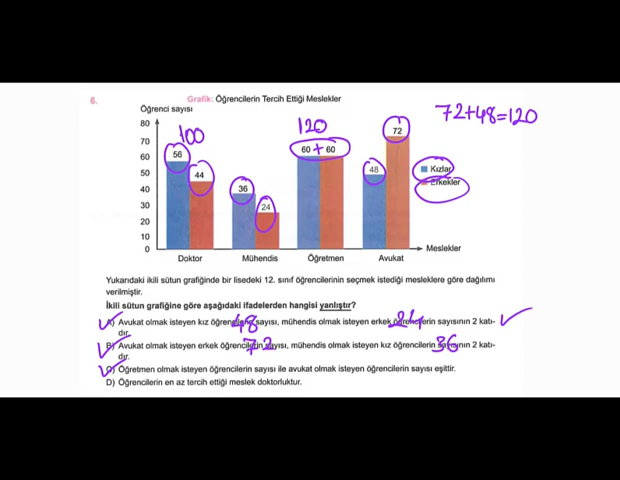 6.
Grafik: Öğrencilerin Tercih Ettiği Meslekler
Öğrenci sayısı
72+48=120
80
70
60
50
40
30
20
10
0
100
120
56
44
36
24
60 + 60
48
72
Kızlar
Erkekler
Doktor
Mühendis
Öğretmen
Avukat
Meslekler
Yukarıdaki ikili sütun grafiğinde bir lisedeki 12. sınıf öğrencilerinin seçmek istediği mesleklere göre dağılımı
verilmiştir.
İkili sütun grafiğine göre aşağıdaki ifadelerden hangisi yanlıştır?
A) Avukat olmak isteyen kız öğrencilerin sayısı, mühendis olmak isteyen erkek öğrencilerin sayısının 2 katı-
dır.
48
24
B) Avukat olmak isteyen erkek öğrencilerin sayısı, mühendis olmak isteyen kız öğrencilerin sayısının 2 katı-
dır.
72
36
C) Öğretmen olmak isteyen öğrencilerin sayısı ile avukat olmak isteyen öğrencilerin sayısı eşittir.
D) Öğrencilerin en az tercih ettiği meslek doktorluktur.